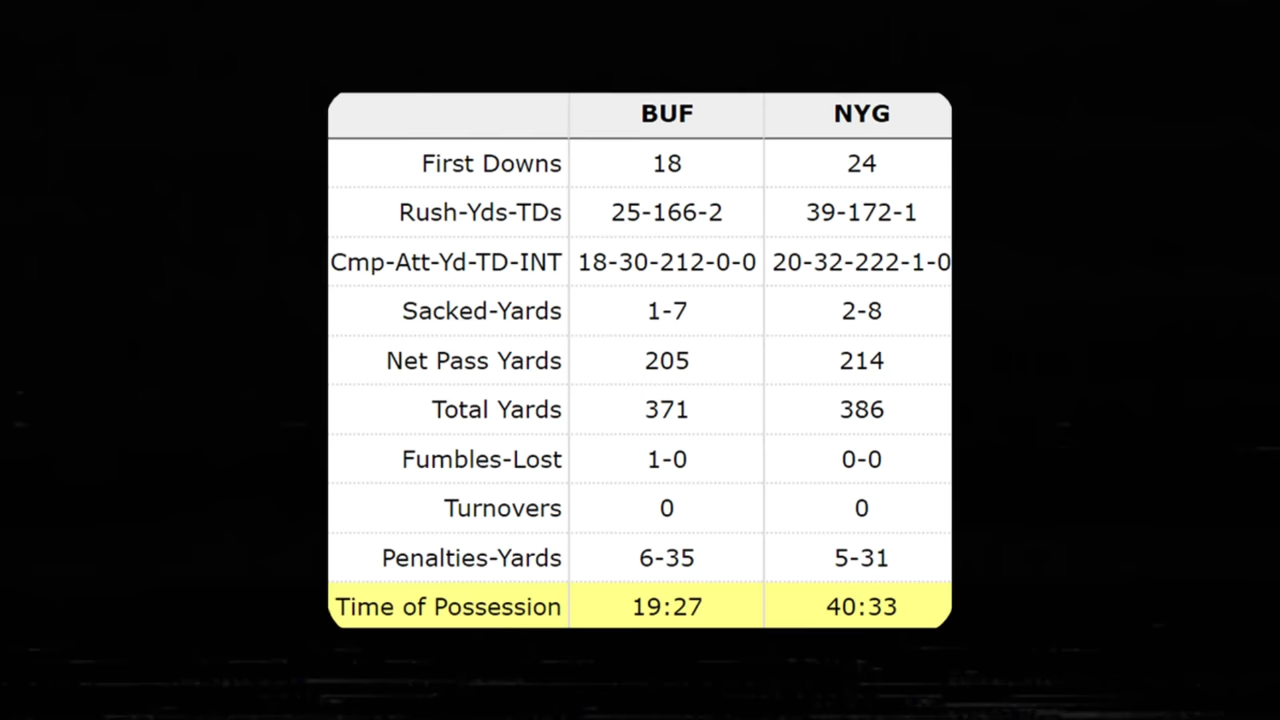 BUF NYG
First Downs 18 24
Rush-Yds-TDs 25-166-2 39-172-1
Cmp-Att-Yd-TD-INT 18-30-212-0-0 20-32-222-1-0
Sacked-Yards 1-7 2-8
Net Pass Yards 205 214
Total Yards 371 386
Fumbles-Lost 1-0 0-0
Turnovers 0 0
Penalties-Yards 6-35 5-31
Time of Possession 19:27 40:33